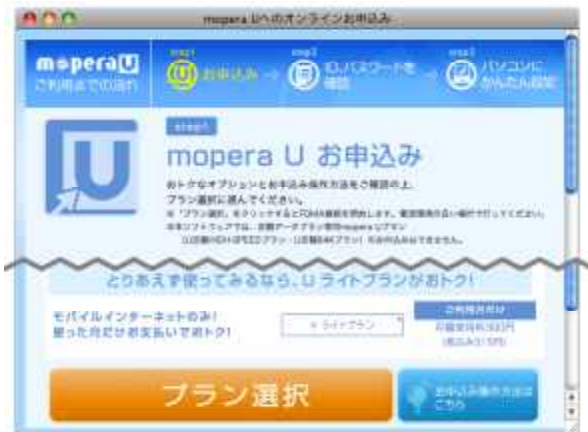 mopera Uへのオンラインお申込み
mopera U
ご利用までの流れ
step1
お申込み
step2
ID、パスワードを
確認
step3
パソコンに
かんたん設定
step1
mopera U お申込み
おトクなオプションとお申込み操作方法をご確認の上、
プラン選択に進んでください。
とりあえず使ってみるなら、U ライトプランがおトク!
モバイルインターネットのみ!
使った月だけお支払いでおトク!
U ライトプラン
ご利用月だけ
プラン選択
お申込み操作方法は
こちら